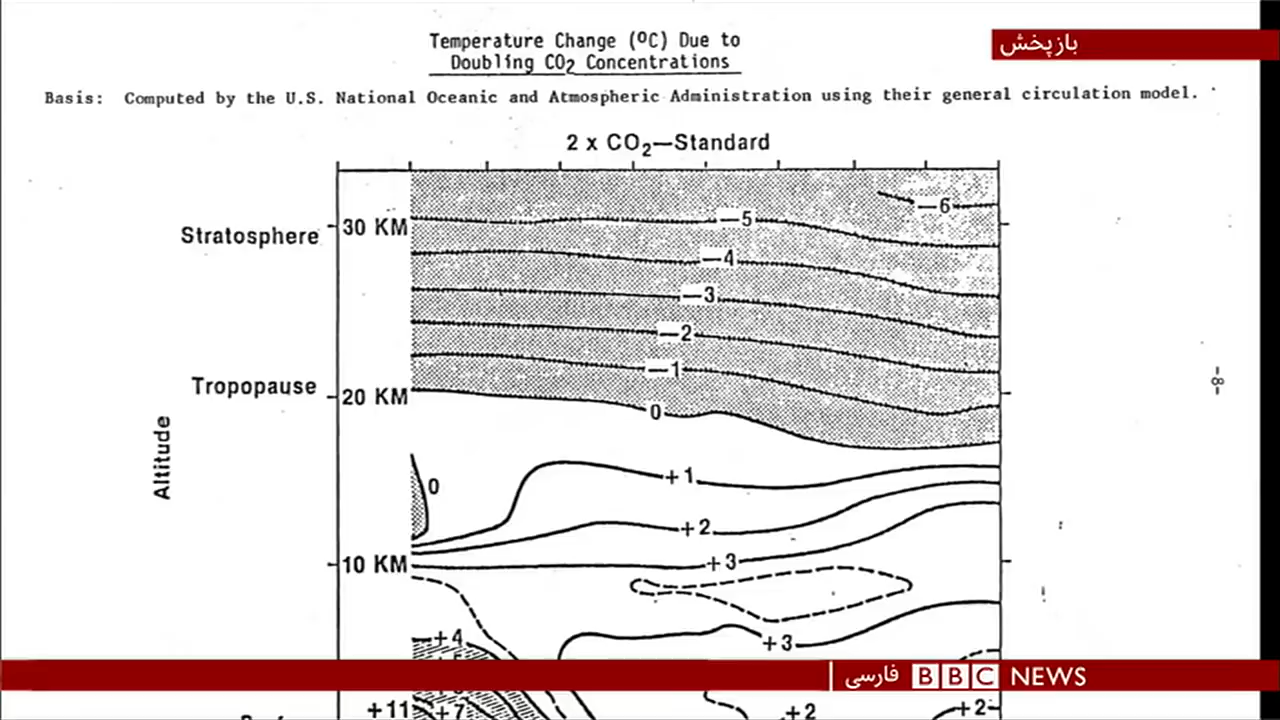 Temperature Change (ºC) Due to
Doubling CO₂ Concentrations
بازپخش
Basis: Computed by the U.S. National Oceanic and Atmospheric Administration using their general circulation model.
2 x CO₂—Standard
—6
Stratosphere
30 KM
—5
—4
—3
—2
—1
Tropopause
20 KM
0
-8-
Altitude
0
+1
+2
10 KM
+3
+4
+3
فارسی BBC NEWS
+11
+7
+2
+2